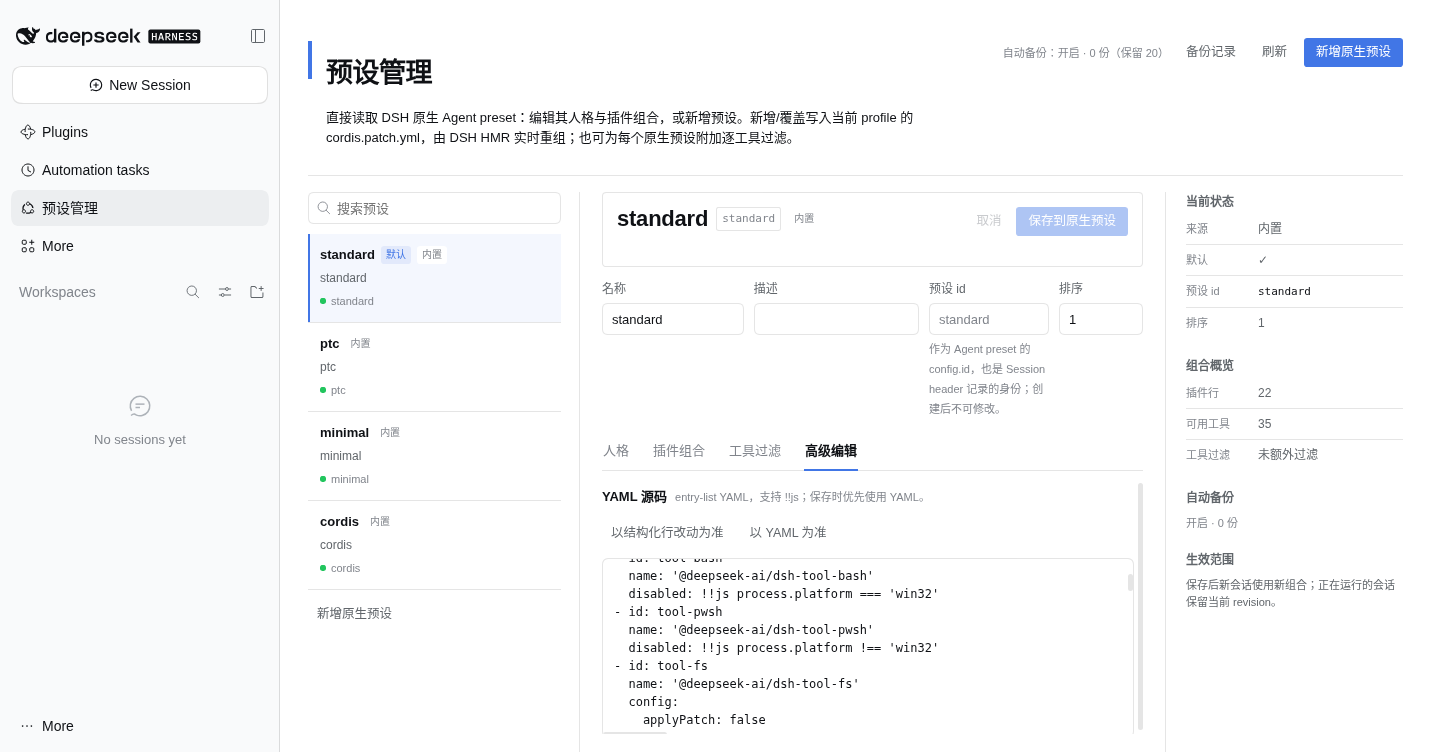 deepseek HARNESS
New Session
Plugins
Automation tasks
预设管理
More
Workspaces
No sessions yet
More
预设管理
自动备份：开启 · 0 份（保留 20）
备份记录
刷新
新增原生预设
直接读取 DSH 原生 Agent preset：编辑其人格与插件组合，或新增预设。新增/覆盖写入当前 profile 的
cordis.patch.yml，由 DSH HMR 实时重组；也可为每个原生预设附加逐工具过滤。
搜索预设
standard 默认 内置
standard
standard
ptc 内置
ptc
ptc
minimal 内置
minimal
minimal
cordis 内置
cordis
cordis
新增原生预设
standard standard 内置
取消
保存到原生预设
名称
描述
预设 id
排序
standard
standard
1
作为 Agent preset 的
config.id，也是 Session
header 记录的身份；创
建后不可修改。
人格
插件组合
工具过滤
高级编辑
YAML 源码 entry-list YAML，支持 !!js；保存时优先使用 YAML。
以结构化行改动为准
以 YAML 为准
- id: tool-bash
  name: '@deepseek-ai/dsh-tool-bash'
  disabled: !!js process.platform === 'win32'
- id: tool-pwsh
  name: '@deepseek-ai/dsh-tool-pwsh'
  disabled: !!js process.platform !== 'win32'
- id: tool-fs
  name: '@deepseek-ai/dsh-tool-fs'
  config:
    applyPatch: false
当前状态
来源 内置
默认 ✓
预设 id standard
排序 1
组合概览
插件行 22
可用工具 35
工具过滤 未额外过滤
自动备份
开启 · 0 份
生效范围
保存后新会话使用新组合；正在运行的会话
保留当前 revision。